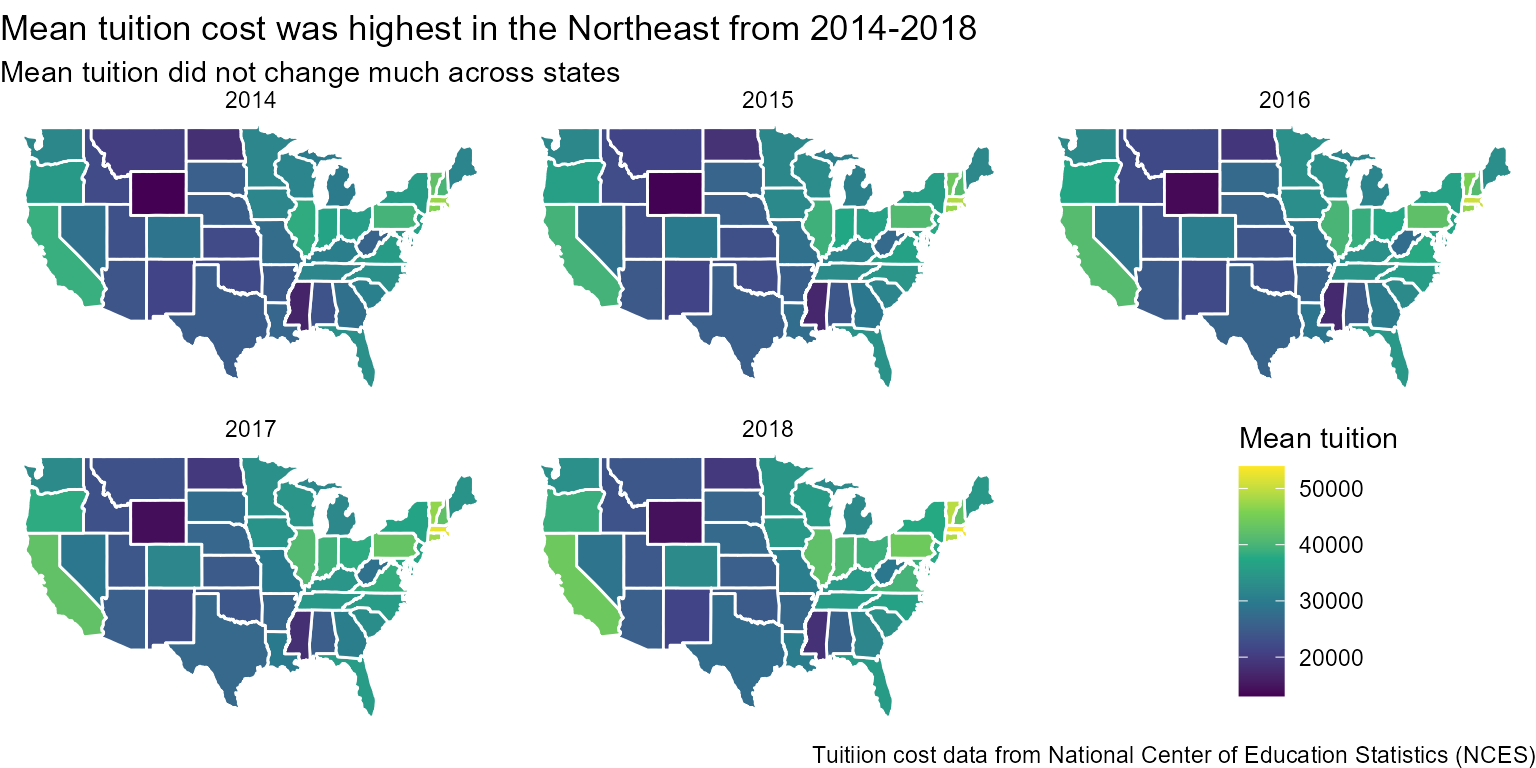 Mean tuition cost was highest in the Northeast from 2014-2018
Mean tuition did not change much across states
2014
2015
2016
2017
2018
Mean tuition
50000
40000
30000
20000
Tuitiion cost data from National Center of Education Statistics (NCES)